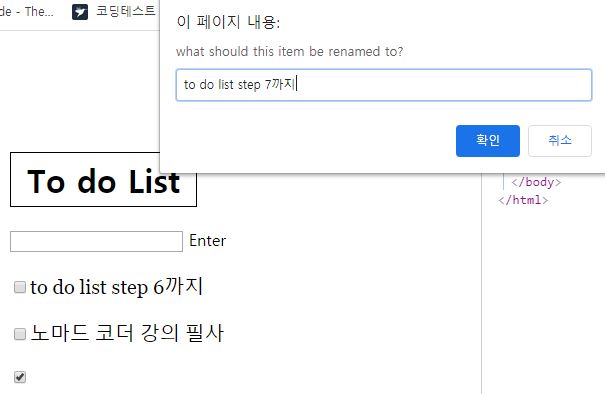 de - The...
코딩테스트
이 페이지 내용:
what should this item be renamed to?
to do list step 7까지
확인
취소
To do List
</body>
</html>
Enter
to do list step 6까지
노마드 코더 강의 필사